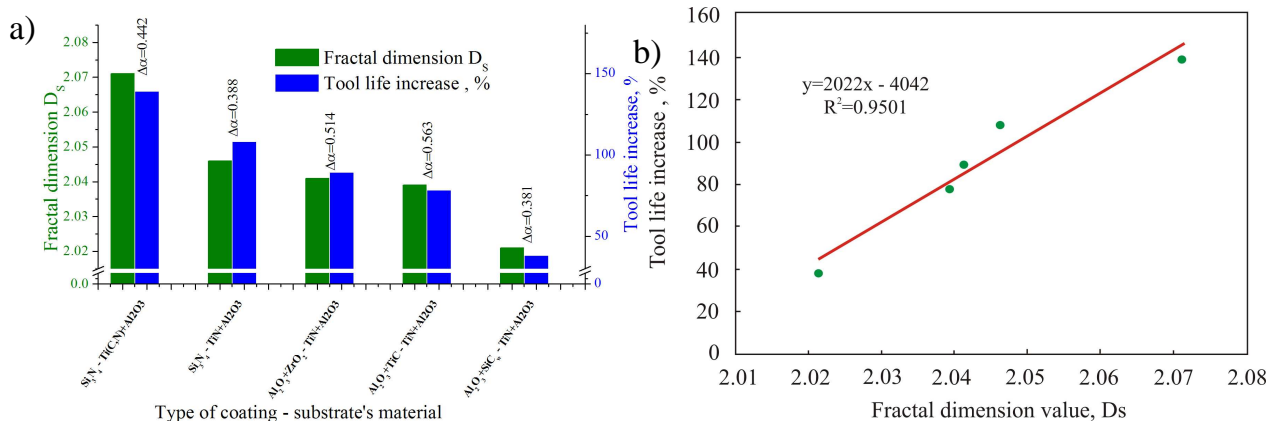 a)
Fractal dimension D_S
2.08
2.07
2.06
2.05
2.04
2.03
2.02
0.0
Fractal dimension D_S
Tool life increase , %
Δα=0.442
Δα=0.388
Δα=0.514
Δα=0.563
Δα=0.381
150
100
50
0
Tool life increase, %
Si₃N₄ - Ti(C,N)+Al2O3
Si₃N₄ - TiN+Al2O3
Al₂O₃+ZrO₂ - TiN+Al2O3
Al₂O₃+TiC - TiN+Al2O3
Al₂O₃+SiC_w - TiN+Al2O3
Type of coating - substrate's material
b)
Tool life increase , %
160
140
120
100
80
60
40
20
0
y=2022x - 4042
R²=0.9501
2.01 2.02 2.03 2.04 2.05 2.06 2.07 2.08
Fractal dimension value, Ds